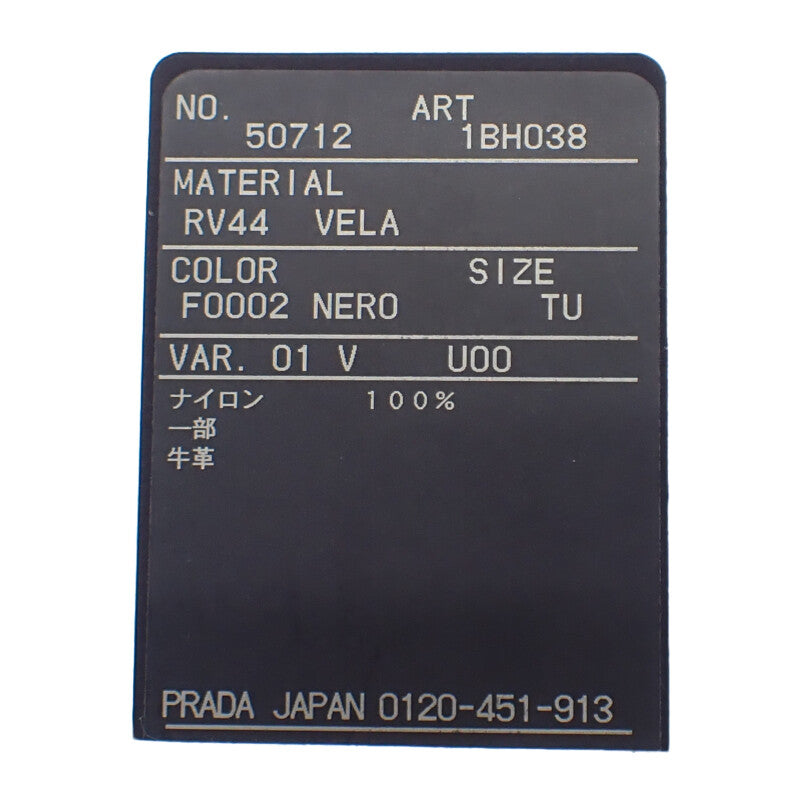 NO. ART
50712 1BH038
MATERIAL
RV44 VELA
COLOR SIZE
F0002 NERO TU
VAR. 01 V U00
ナイロン １００％
一部
牛革
PRADA JAPAN 0120-451-913